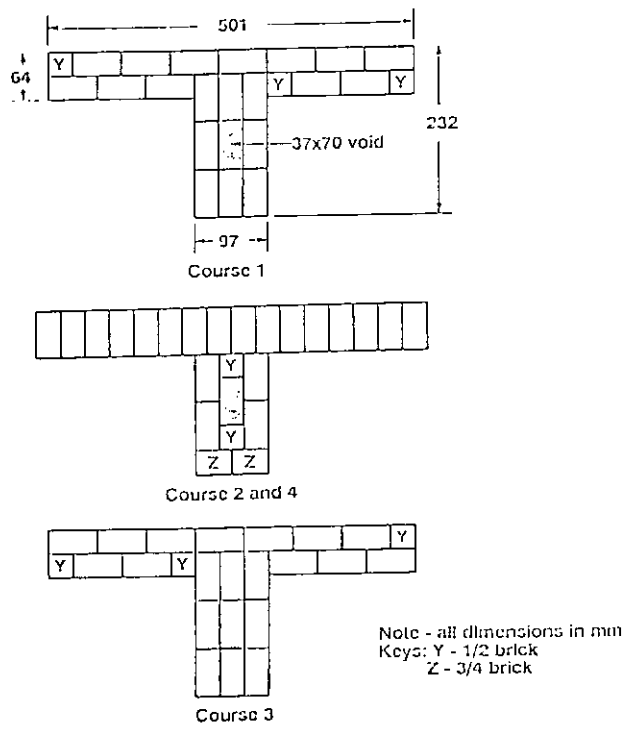 501
Y
64
Y
Y
232
37x70 void
97
Course 1
Y
Y
Z
Z
Course 2 and 4
Y
Y
Y
Course 3
Note - all dimensions in mm
Keys: Y - 1/2 brick
Z - 3/4 brick